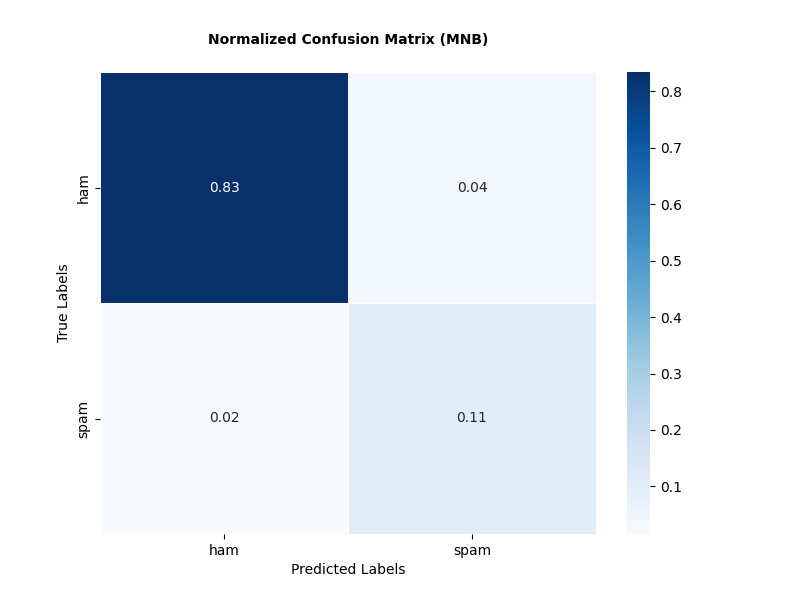 Normalized Confusion Matrix (MNB)
ham
spam
True Labels
0.83
0.04
0.02
0.11
ham
spam
Predicted Labels
0.8
0.7
0.6
0.5
0.4
0.3
0.2
0.1